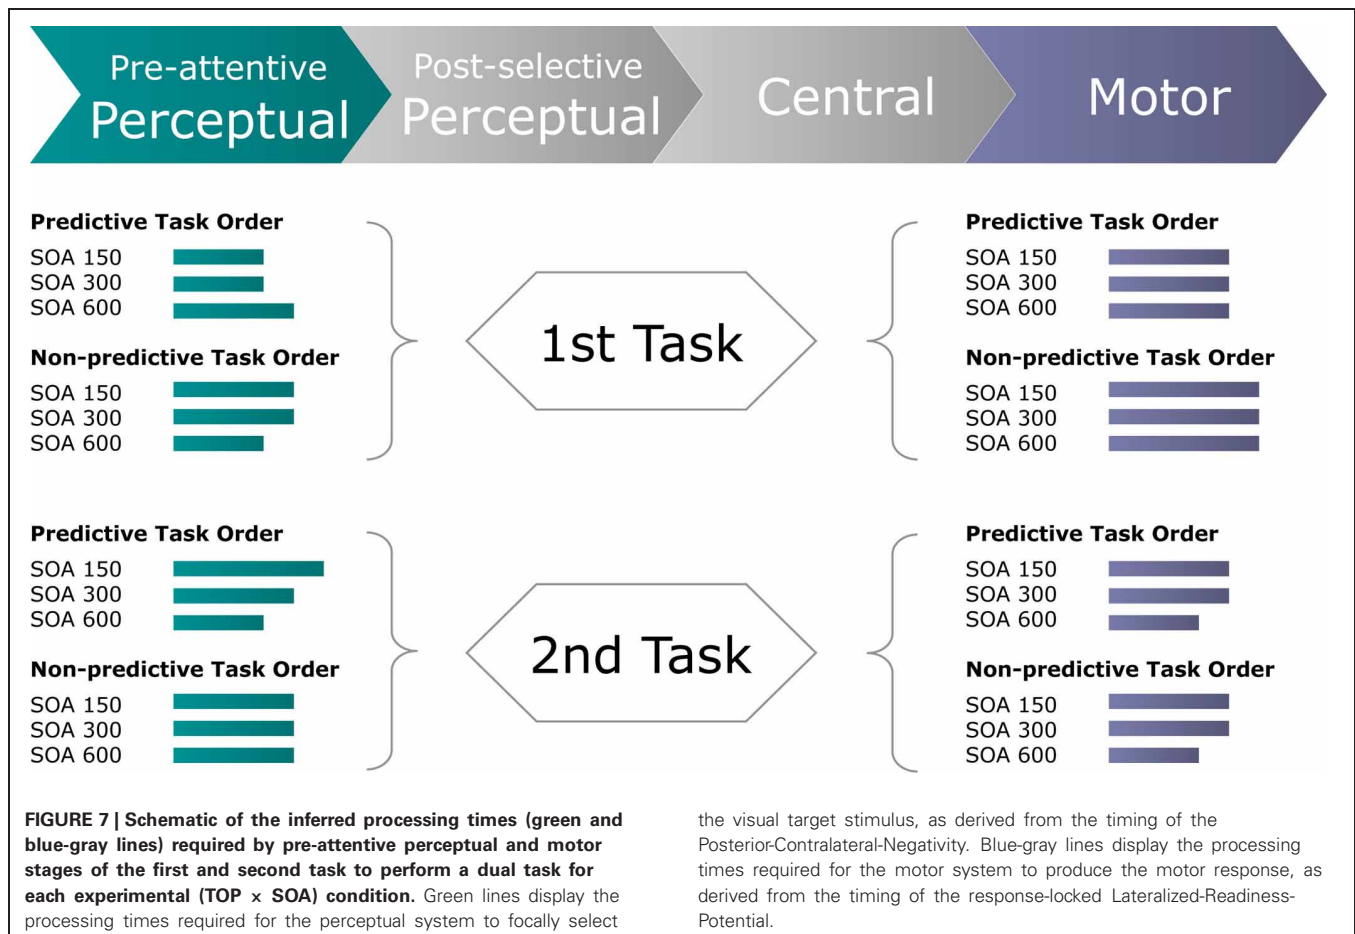 Pre-attentive
Perceptual
Post-selective
Perceptual
Central
Motor
Predictive Task Order
SOA 150
SOA 300
SOA 600
Non-predictive Task Order
SOA 150
SOA 300
SOA 600
1st Task
Predictive Task Order
SOA 150
SOA 300
SOA 600
Non-predictive Task Order
SOA 150
SOA 300
SOA 600
Predictive Task Order
SOA 150
SOA 300
SOA 600
Non-predictive Task Order
SOA 150
SOA 300
SOA 600
2nd Task
Predictive Task Order
SOA 150
SOA 300
SOA 600
Non-predictive Task Order
SOA 150
SOA 300
SOA 600
FIGURE 7 | Schematic of the inferred processing times (green and
blue-gray lines) required by pre-attentive perceptual and motor
stages of the first and second task to perform a dual task for
each experimental (TOP × SOA) condition. Green lines display the
processing times required for the perceptual system to focally select
the visual target stimulus, as derived from the timing of the
Posterior-Contralateral-Negativity. Blue-gray lines display the processing
times required for the motor system to produce the motor response, as
derived from the timing of the response-locked Lateralized-Readiness-
Potential.